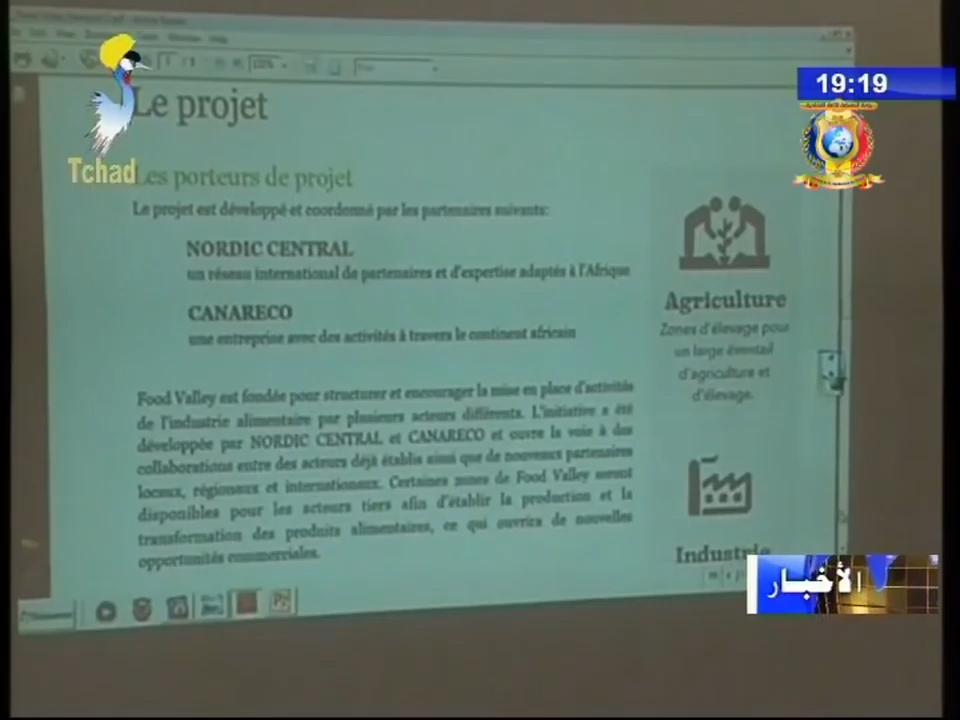 19:19
Tchad
Le projet
Les porteurs de projet
Le projet est développé et coordonné par les partenaires suivants:
NORDIC CENTRAL
un réseau international de partenaires et d'expertise adaptés à l'Afrique
CANARECO
une entreprise avec des activités à travers le continent africain
Food Valley est fondée pour structurer et encourager la mise en place d'activités
de l'industrie alimentaire par plusieurs acteurs différents. L'initiative a été
développée par NORDIC CENTRAL et CANARECO et ouvre la voie à des
collaborations entre des acteurs déjà établis ainsi que de nouveaux partenaires
locaux, régionaux et internationaux. Certaines zones de Food Valley seront
disponibles pour les acteurs tiers afin d'établir la production et la
transformation des produits alimentaires, ce qui ouvrira de nouvelles
opportunités commerciales.
Agriculture
Zones d'élevage pour
un large éventail
d'agriculture et
d'élevage.
Industrie
الأخبار